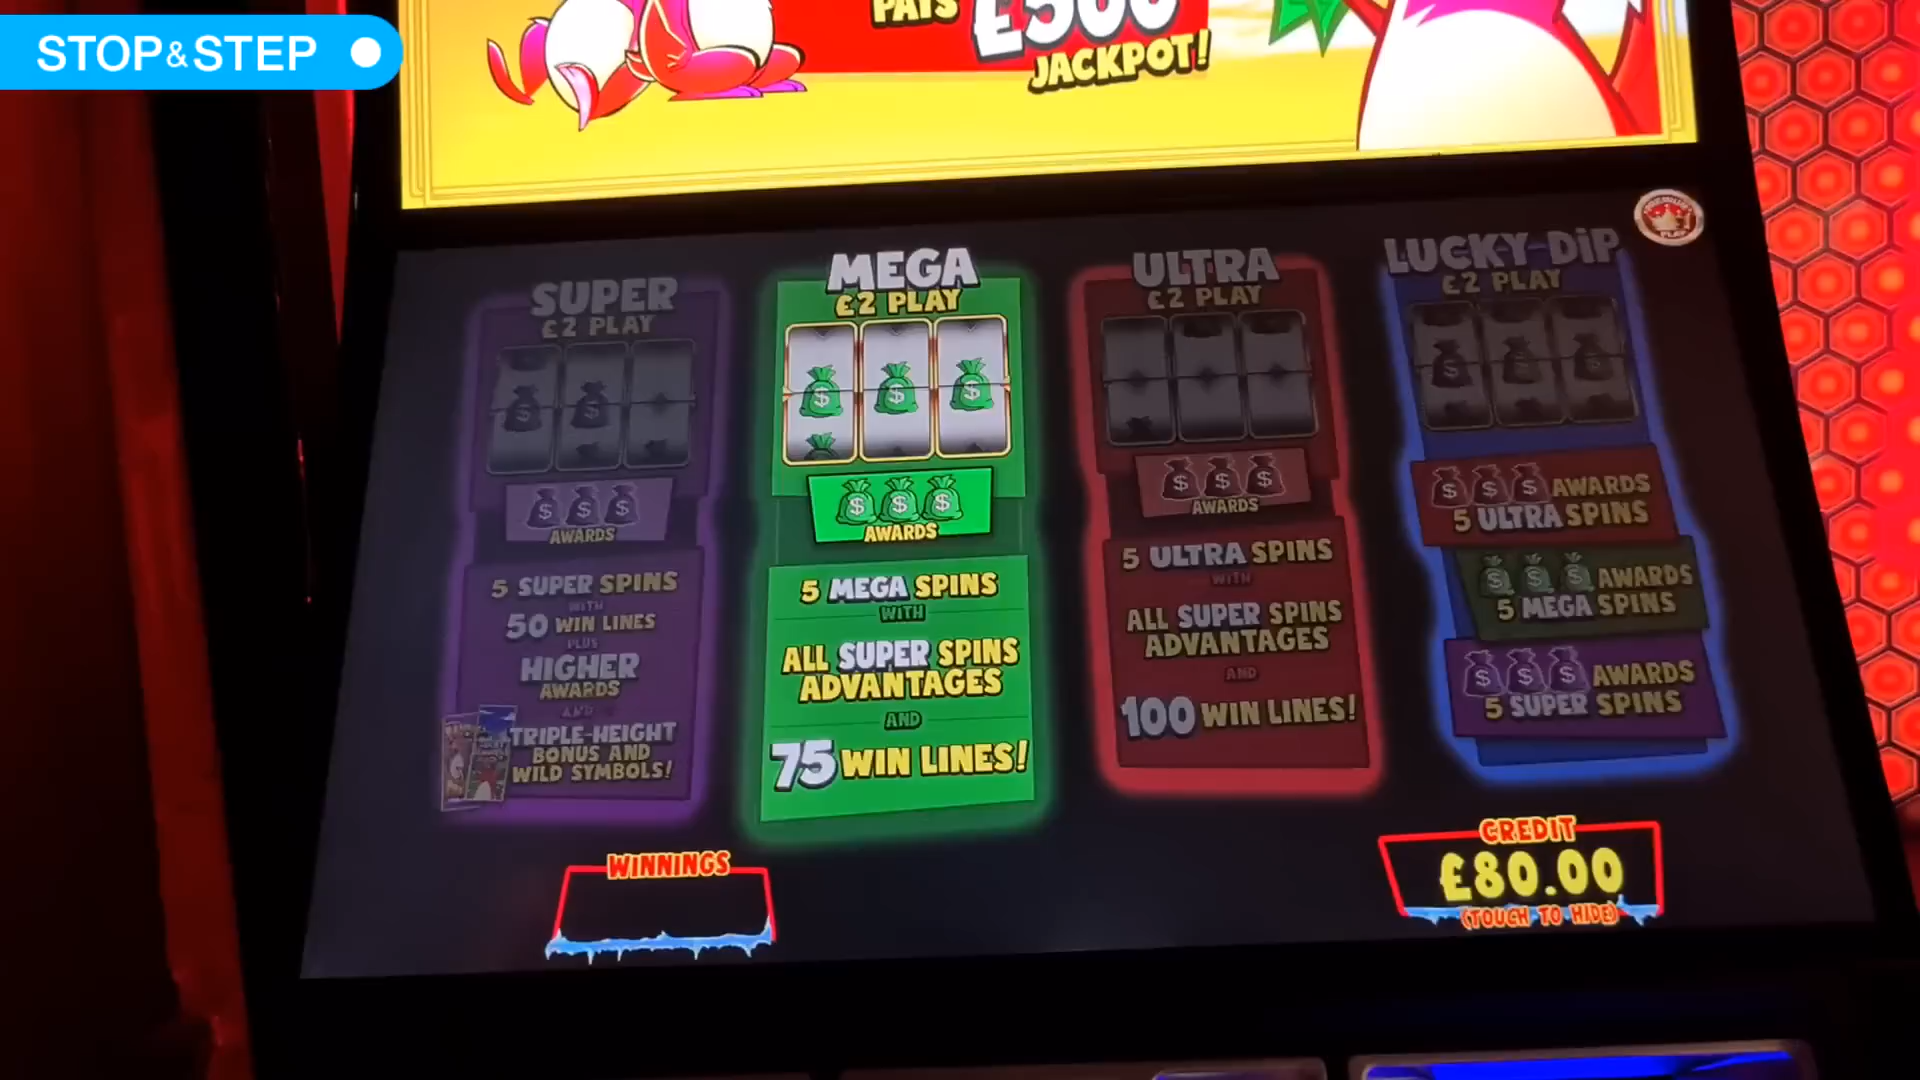 STOP&STEP
PAYS
£500
JACKPOT!
SUPER
£2 PLAY
AWARDS
5 SUPER SPINS
WITH
50 WIN LINES
PLUS
HIGHER
AWARDS
AND
TRIPLE-HEIGHT
BONUS AND
WILD SYMBOLS!
MEGA
£2 PLAY
AWARDS
5 MEGA SPINS
WITH
ALL SUPER SPINS
ADVANTAGES
AND
75 WIN LINES!
ULTRA
£2 PLAY
AWARDS
5 ULTRA SPINS
WITH
ALL SUPER SPINS
ADVANTAGES
AND
100 WIN LINES!
LUCKY DiP
£2 PLAY
AWARDS
5 ULTRA SPINS
AWARDS
5 MEGA SPINS
AWARDS
5 SUPER SPINS
WINNINGS
CREDIT
£80.00
(TOUCH TO HIDE)